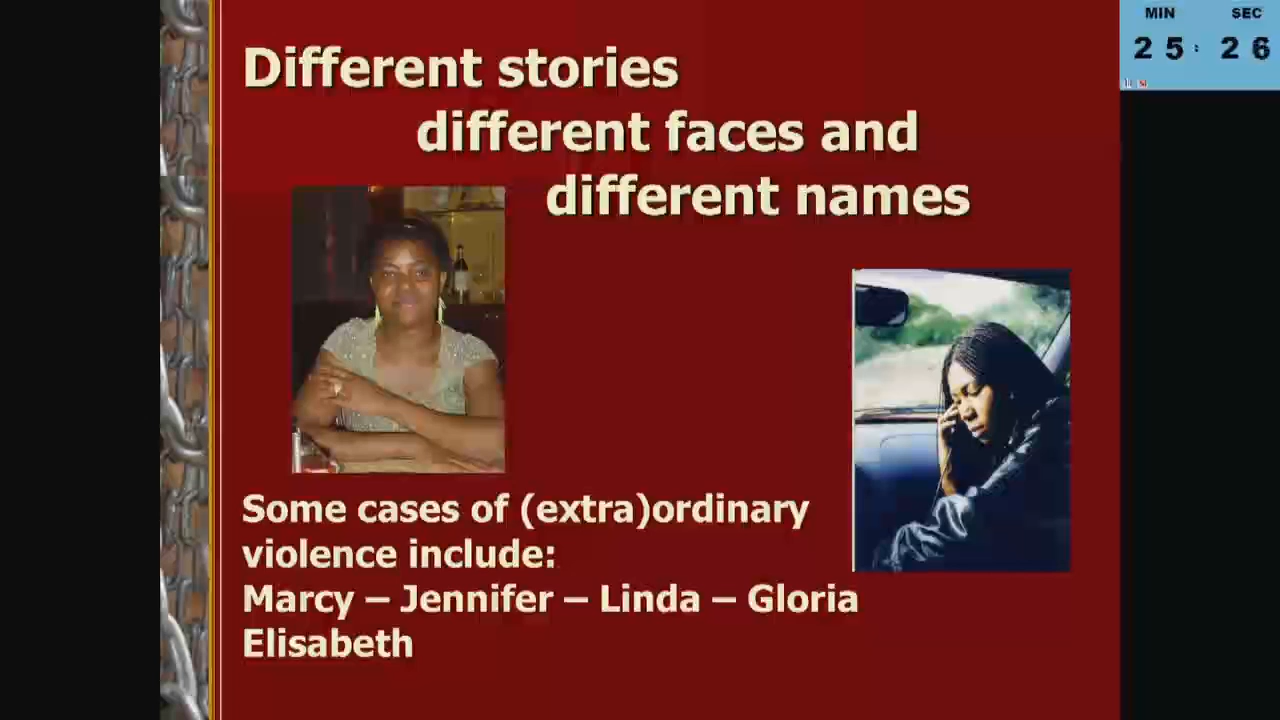 Different stories
different faces and
different names
MIN SEC
25:26
Some cases of (extra)ordinary
violence include:
Marcy – Jennifer – Linda – Gloria
Elisabeth